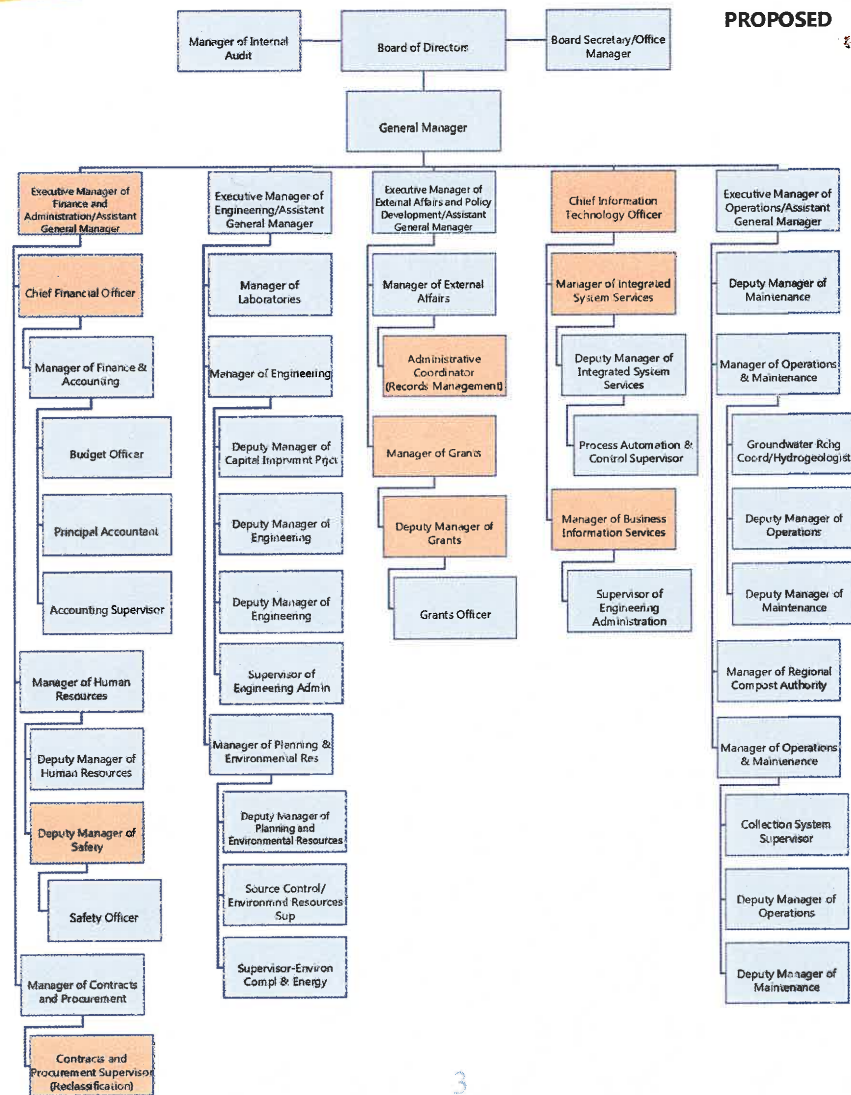 PROPOSED
Manager of Internal
Audit
Board of Directors
Board Secretary/Office
Manager
General Manager
Executive Manager of
Finance and
Administration/Assistant
General Manager
Chief Financial Officer
Manager of Finance &
Accounting
Budget Officer
Principal Accountant
Accounting Supervisor
Manager of Human
Resources
Deputy Manager of
Human Resources
Deputy Manager of
Safety
Safety Officer
Manager of Contracts
and Procurement
Contracts and
Procurement Supervisor
(Reclassification)
Executive Manager of
Engineering/Assistant
General Manager
Manager of
Laboratories
Manager of Engineering
Deputy Manager of
Capital Imprvmnt Prjct
Deputy Manager of
Engineering
Deputy Manager of
Engineering
Supervisor of
Engineering Admin
Manager of Planning &
Environmental Res
Deputy Manager of
Planning and
Environmental Resources
Source Control/
Environmnd Resources
Sup
Supervisor-Environ
Compl & Energy
Executive Manager of
External Affairs and Policy
Development/Assistant
General Manager
Manager of External
Affairs
Administrative
Coordinator
(Records Management)
Manager of Grants
Deputy Manager of
Grants
Grants Officer
Chief Information
Technology Officer
Manager of Integrated
System Services
Deputy Manager of
Integrated System
Services
Process Automation &
Control Supervisor
Manager of Business
Information Services
Supervisor of
Engineering
Administration
Executive Manager of
Operations/Assistant
General Manager
Deputy Manager of
Maintenance
Manager of Operations
& Maintenance
Groundwater Rchg
Coord/Hydrogeologist
Deputy Manager of
Operations
Deputy Manager of
Maintenance
Manager of Regional
Compost Authority
Manager of Operations
& Maintenance
Collection System
Supervisor
Deputy Manager of
Operations
Deputy Manager of
Maintenance
3